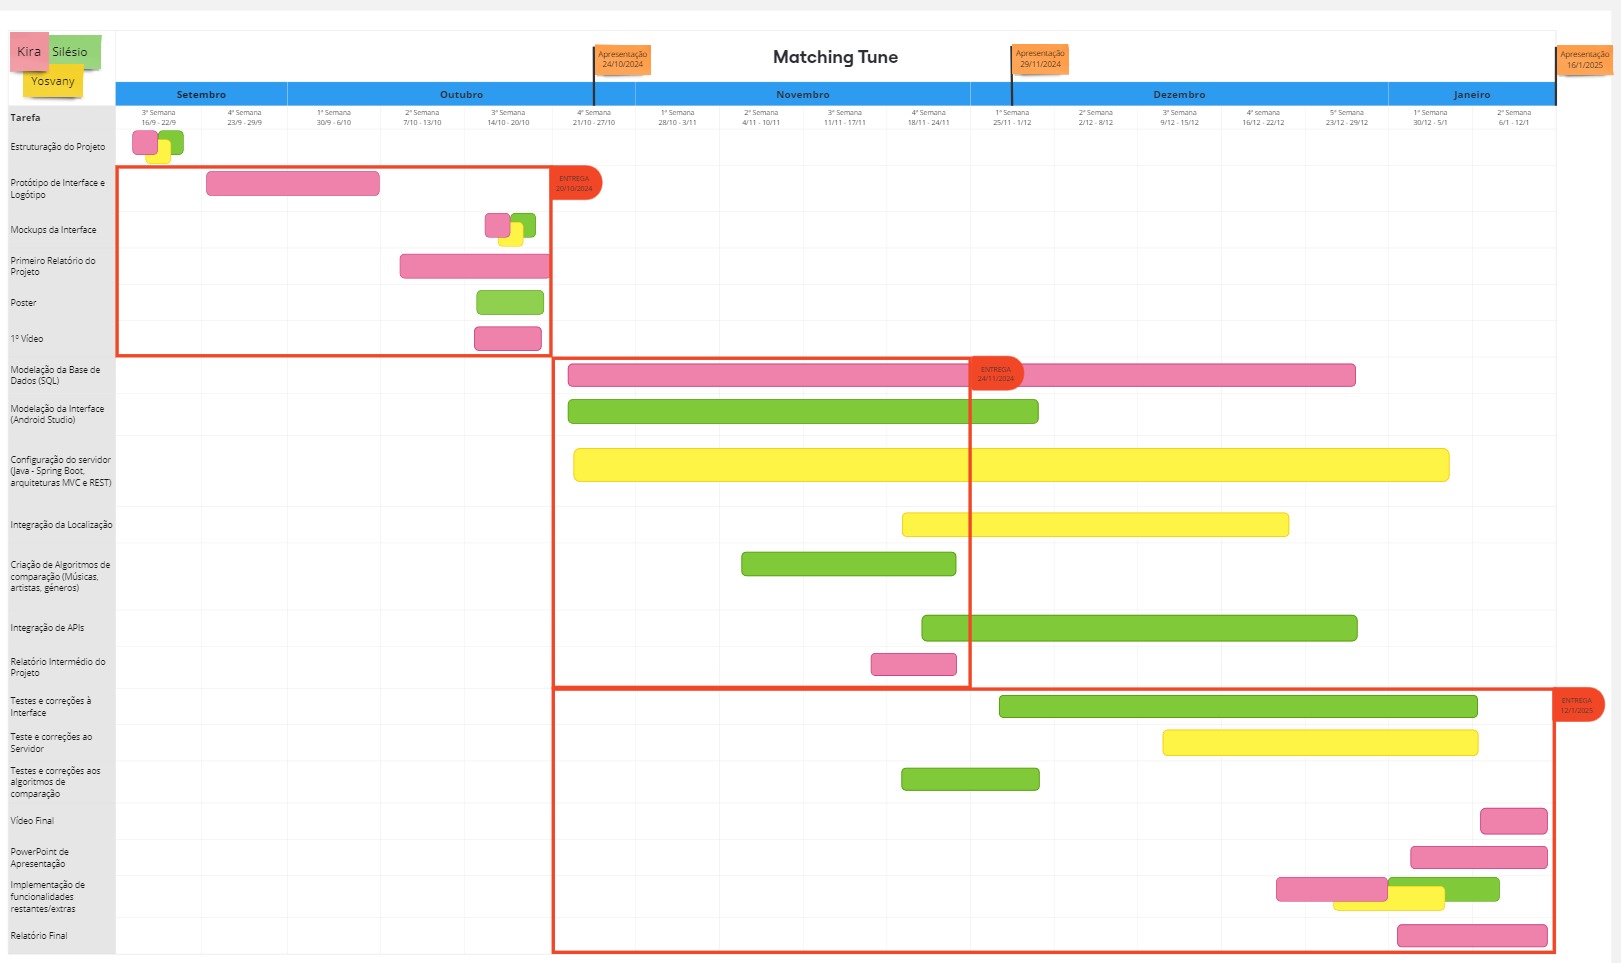 Kira
Silésio
Yosvany
Matching Tune
Apresentação
24/10/2024
Apresentação
29/11/2024
Apresentação
16/1/2025
Setembro
Outubro
Novembro
Dezembro
Janeiro
Tarefa
3ª Semana
16/9 - 22/9
4ª Semana
23/9 - 29/9
1ª Semana
30/9 - 6/10
2ª Semana
7/10 - 13/10
3ª Semana
14/10 - 20/10
4ª Semana
21/10 - 27/10
1ª Semana
28/10 - 3/11
2ª Semana
4/11 - 10/11
3ª Semana
11/11 - 17/11
4ª Semana
18/11 - 24/11
1ª Semana
25/11 - 1/12
2ª Semana
2/12 - 8/12
3ª Semana
9/12 - 15/12
4ª semana
16/12 - 22/12
5ª Semana
23/12 - 29/12
1ª Semana
30/12 - 5/1
2ª Semana
6/1 - 12/1
Estruturação do Projeto
Protótipo de Interface e
Logótipo
ENTREGA
20/10/2024
Mockups da Interface
Primeiro Relatório do
Projeto
Poster
1º Vídeo
Modelação da Base de
Dados (SQL)
ENTREGA
24/11/2024
Modelação da Interface
(Android Studio)
Configuração do servidor
(Java - Spring Boot,
arquiteturas MVC e REST)
Integração da Localização
Criação de Algoritmos de
comparação (Músicas,
artistas, géneros)
Integração de APIs
Relatório Intermédio do
Projeto
Testes e correções à
Interface
ENTREGA
12/1/2025
Teste e correções ao
Servidor
Testes e correções aos
algoritmos de
comparação
Vídeo Final
PowerPoint de
Apresentação
Implementação de
funcionalidades
restantes/extras
Relatório Final